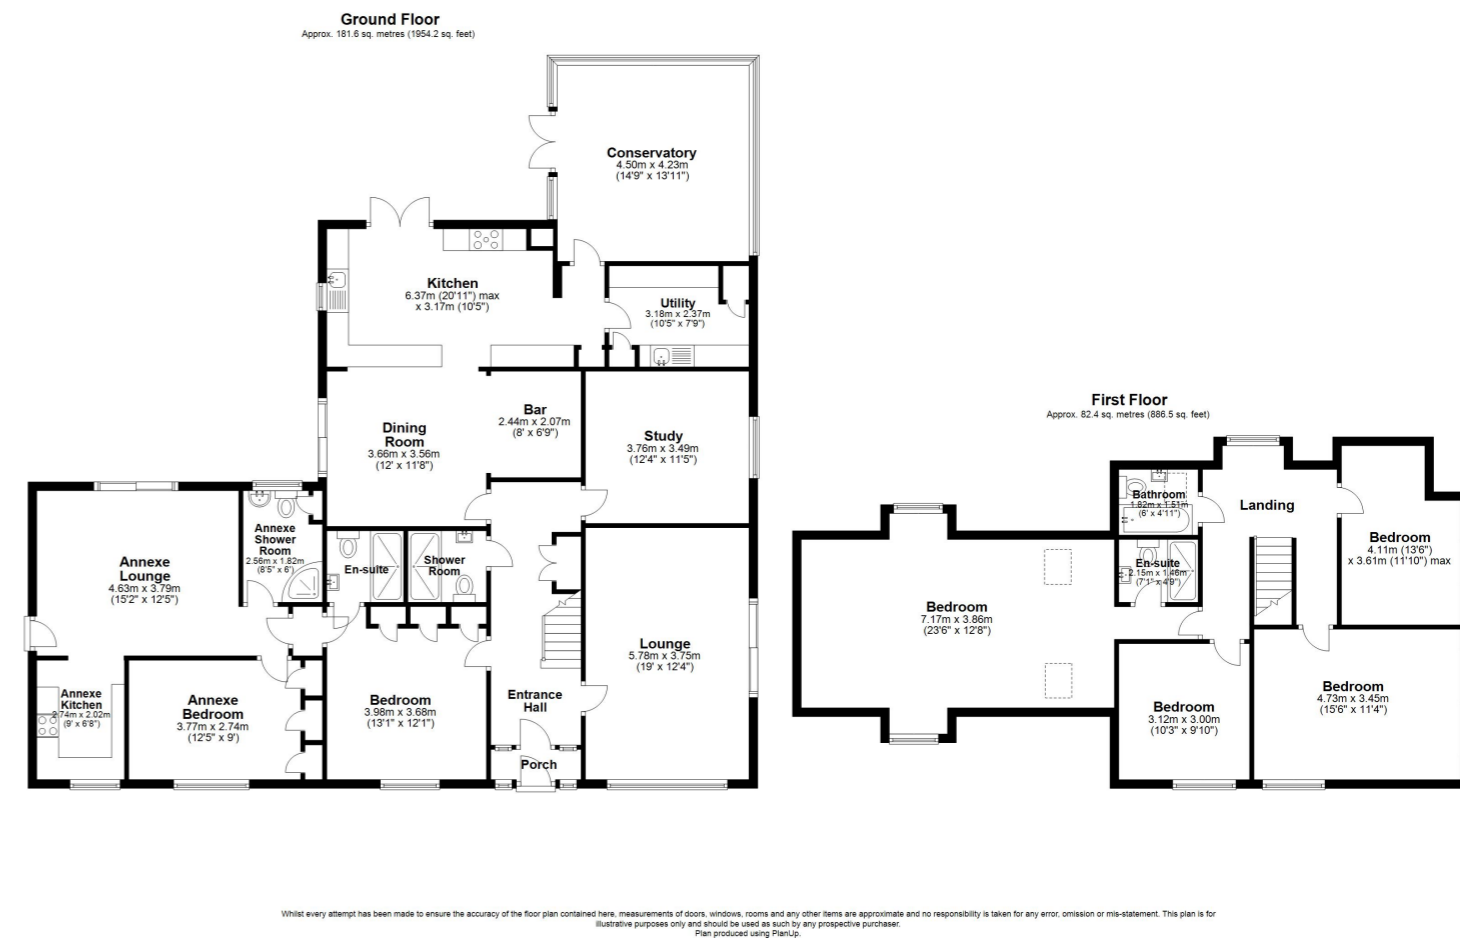 Ground Floor
Approx. 181.6 sq. metres (1954.2 sq. feet)
Conservatory
4.50m x 4.23m
(14'9" x 13'11")
Kitchen
6.37m (20'11") max
x 3.17m (10'5")
Utility
3.18m x 2.37m
(10'5" x 7'9")
Bar
2.44m x 2.07m
(8' x 6'9")
Dining
Room
3.66m x 3.56m
(12' x 11'8")
Study
3.76m x 3.49m
(12'4" x 11'5")
Annexe
Lounge
4.63m x 3.79m
(15'2" x 12'5")
Annexe
Shower
Room
2.56m x 1.82m
(8'5" x 6')
En-suite
Shower
Room
Lounge
5.78m x 3.75m
(19' x 12'4")
Annexe
Kitchen
2.74m x 2.02m
(9' x 6'8")
Annexe
Bedroom
3.77m x 2.74m
(12'5" x 9')
Bedroom
3.98m x 3.68m
(13'1" x 12'1")
Entrance
Hall
Porch
First Floor
Approx. 82.4 sq. metres (886.5 sq. feet)
Bathroom
1.82m x 1.51m
(6' x 4'11")
Landing
Bedroom
4.11m (13'6")
x 3.61m (11'10") max
En-suite
2.15m x 1.46m
(7'1" x 4'9")
Bedroom
7.17m x 3.86m
(23'6" x 12'8")
Bedroom
3.12m x 3.00m
(10'3" x 9'10")
Bedroom
4.73m x 3.45m
(15'6" x 11'4")
Whilst every attempt has been made to ensure the accuracy of the floor plan contained here, measurements of doors, windows, rooms and any other items are approximate and no responsibility is taken for any error, omission or mis-statement. This plan is for
illustrative purposes only and should be used as such by any prospective purchaser.
Plan produced using PlanUp.